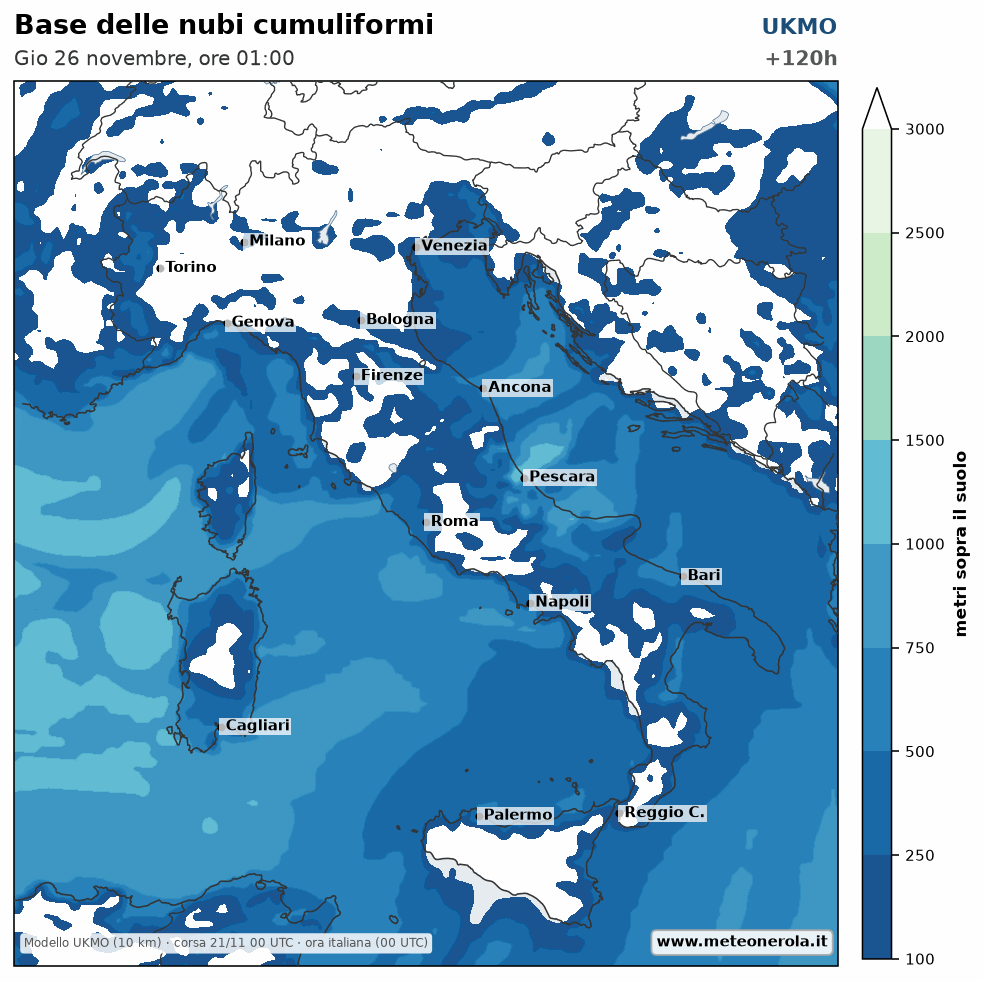 Base delle nubi cumuliformi
UKMO
Gio 26 novembre, ore 01:00
+120h
3000
2500
2000
1500
1000
750
500
250
100
metri sopra il suolo
Milano
Venezia
Torino
Genova
Bologna
Firenze
Ancona
Pescara
Roma
Bari
Napoli
Cagliari
Palermo
Reggio C.
Modello UKMO (10 km) · corsa 21/11 00 UTC · ora italiana (00 UTC)
www.meteonerola.it